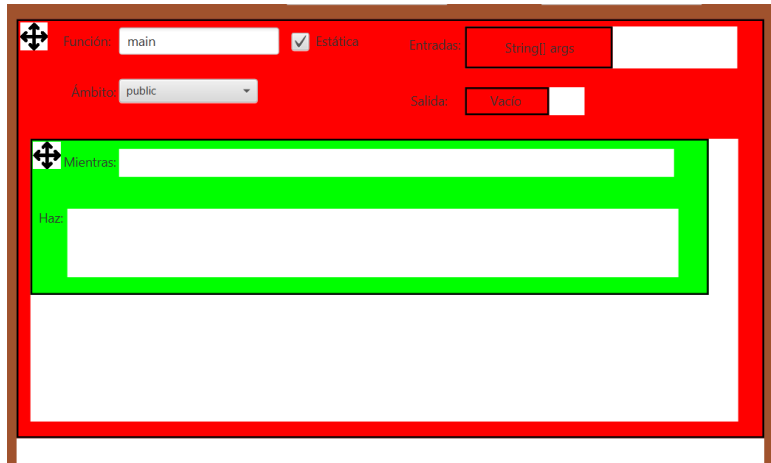 Función: main Estática Entradas: String[] args
Ámbito: public Salida: Vacío
Mientras:
Haz: